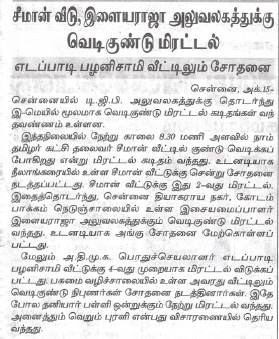 சீமான் வீடு, இளையராஜா அலுவலகத்துக்கு
வெடிகுண்டு மிரட்டல்
எடப்பாடி பழனிசாமி வீட்டிலும் சோதனை
சென்னை, அக்.15-
சென்னையில் டி.ஜி.பி. அலுவலகத்துக்கு தொடர்ந்து
இ-மெயில் மூலமாக வெடிகுண்டு மிரட்டல் கடிதங்கள் வந்
தவண்ணம் உள்ளன.
இந்தநிலையில் நேற்று காலை 8.30 மணி அளவில் நாம்
தமிழர் கட்சி தலைவர் சீமான் வீட்டில் குண்டு வெடிக்கப்
போகிறது என்று மிரட்டல் கடிதம் வந்தது. உடனடியாக
நீலாங்கரையில் உள்ள சீமான் வீட்டுக்கு சென்று சோதனை
நடத்தப்பட்டது. சீமான் வீட்டுக்கு இது 2-வது மிரட்டல்.
இதைத்தொடர்ந்து, சென்னை தியாகராய நகர், கோடம்
பாக்கம் நெடுஞ்சாலையில் உள்ள இசையமைப்பாளர்
இளையராஜா அலுவலகத்துக்கும் வெடிகுண்டு மிரட்டல்
வந்தது. உடனடியாக அங்கு சோதனை மேற்கொள்ளப்
பட்டது.
மேலும் அ.தி.மு.க. பொதுச்செயலாளர் எடப்பாடி
பழனிசாமி வீட்டுக்கு 4-வது முறையாக மிரட்டல் விடுக்கப்
பட்டது. பசுமை வழிச்சாலையில் உள்ள அவரது வீட்டிலும்
வெடிகுண்டு நிபுணர்கள் சோதனை நடத்தினார்கள். இதே
போல தனியார் பள்ளி ஒன்றுக்கும் நேற்று மிரட்டல் வந்தது.
அனைத்தும் வெறும் புரளி என்பது விசாரணையில் தெரிய
வந்தது.